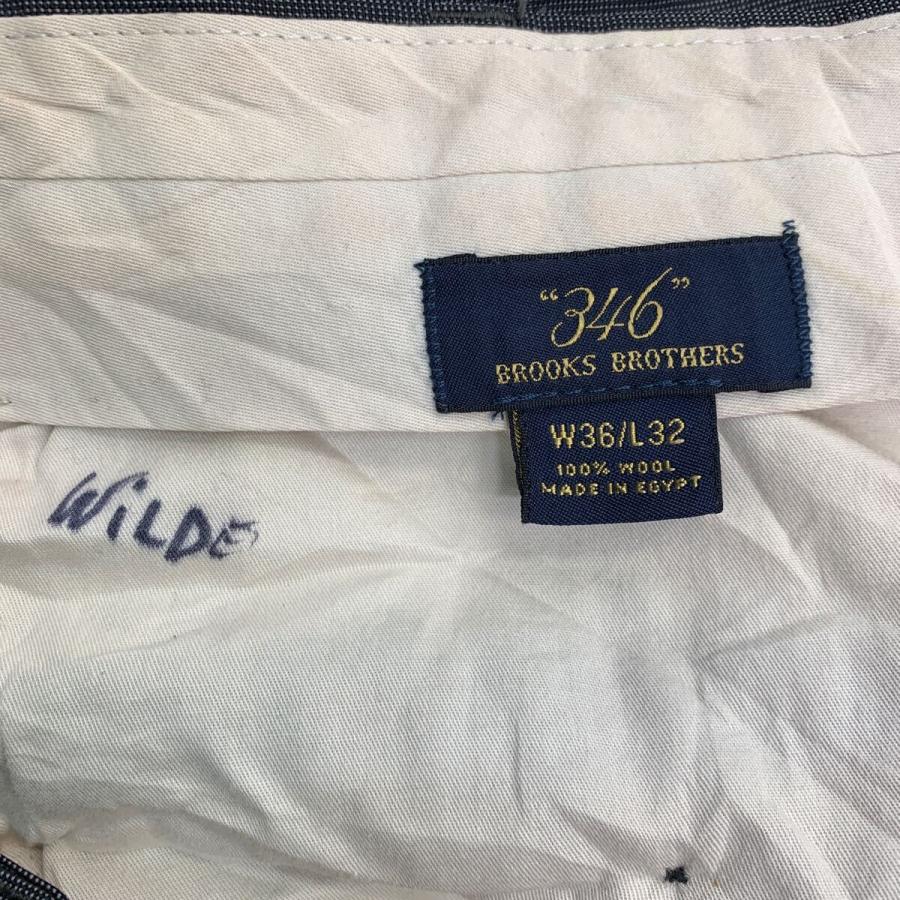 “346”
BROOKS BROTHERS
W36/L32
100% WOOL
MADE IN EGYPT
WiLDE